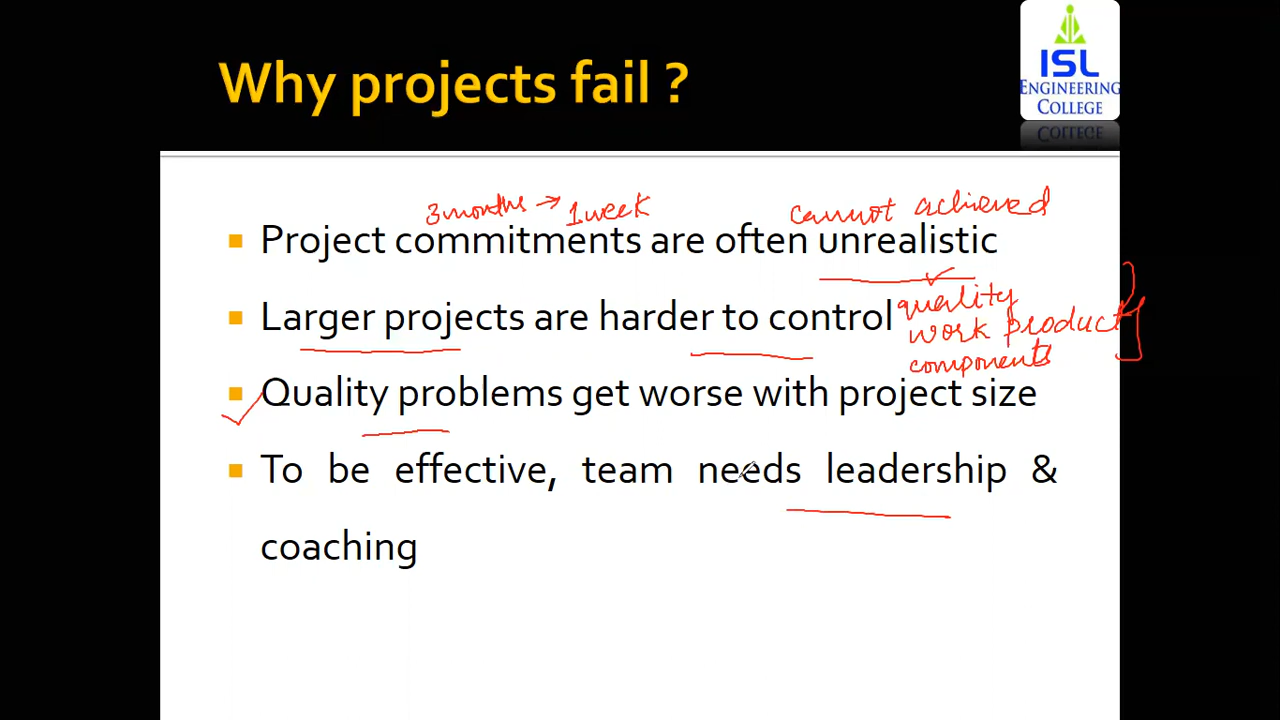 Why projects fail ?
ISL
ENGINEERING
COLLEGE
3months → 1week
cannot achieved
Project commitments are often unrealistic
Larger projects are harder to control
quality
work product
components
Quality problems get worse with project size
To be effective, team needs leadership &
coaching